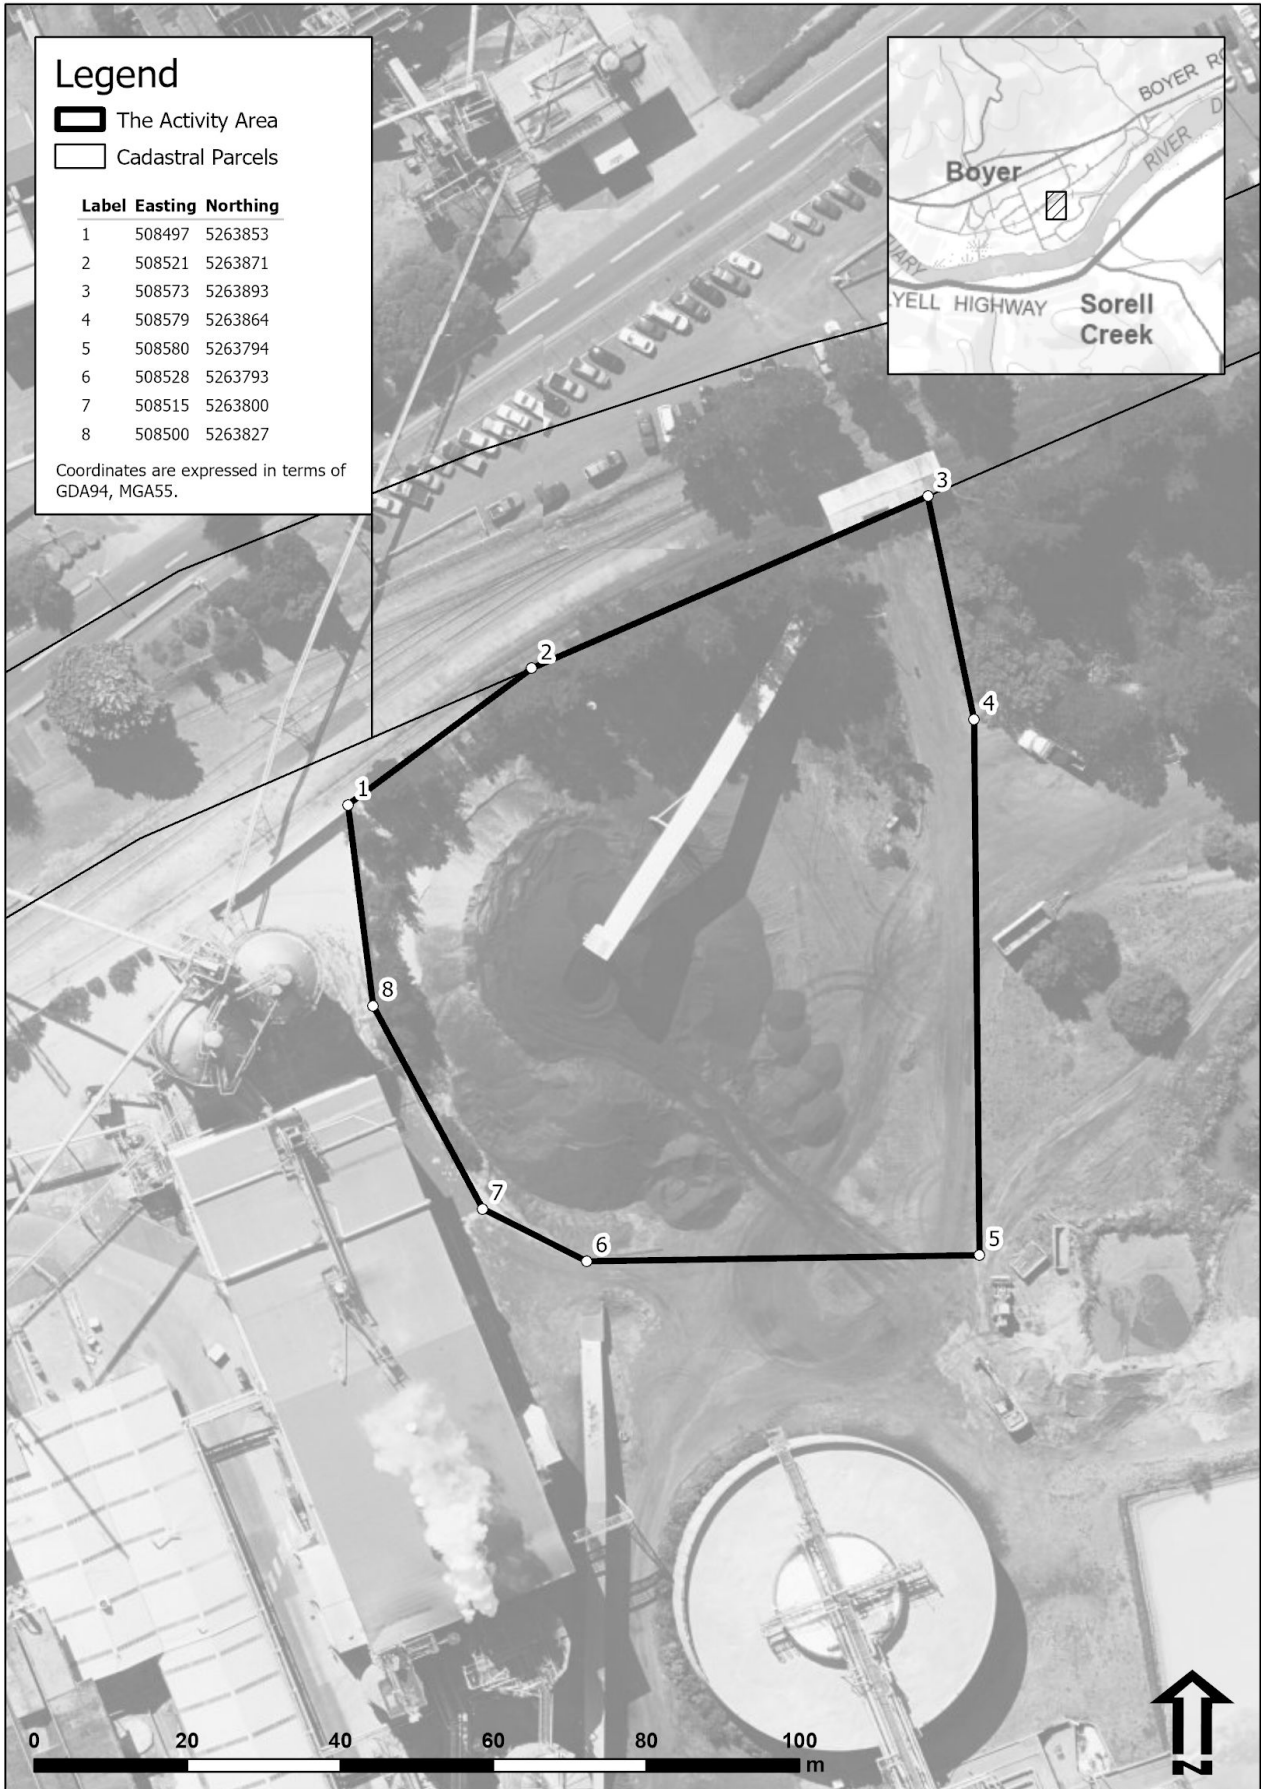 Legend
The Activity Area
Cadastral Parcels
Label Easting Northing
1 508497 5263853
2 508521 5263871
3 508573 5263893
4 508579 5263864
5 508580 5263794
6 508528 5263793
7 508515 5263800
8 508500 5263827
Coordinates are expressed in terms of
GDA94, MGA55.
BOYER RO
D
RIVER
Boyer
UARY
LYELL HIGHWAY
Sorell
Creek
3
2
4
1
8
7
6
5
0 20 40 60 80 100
m
N